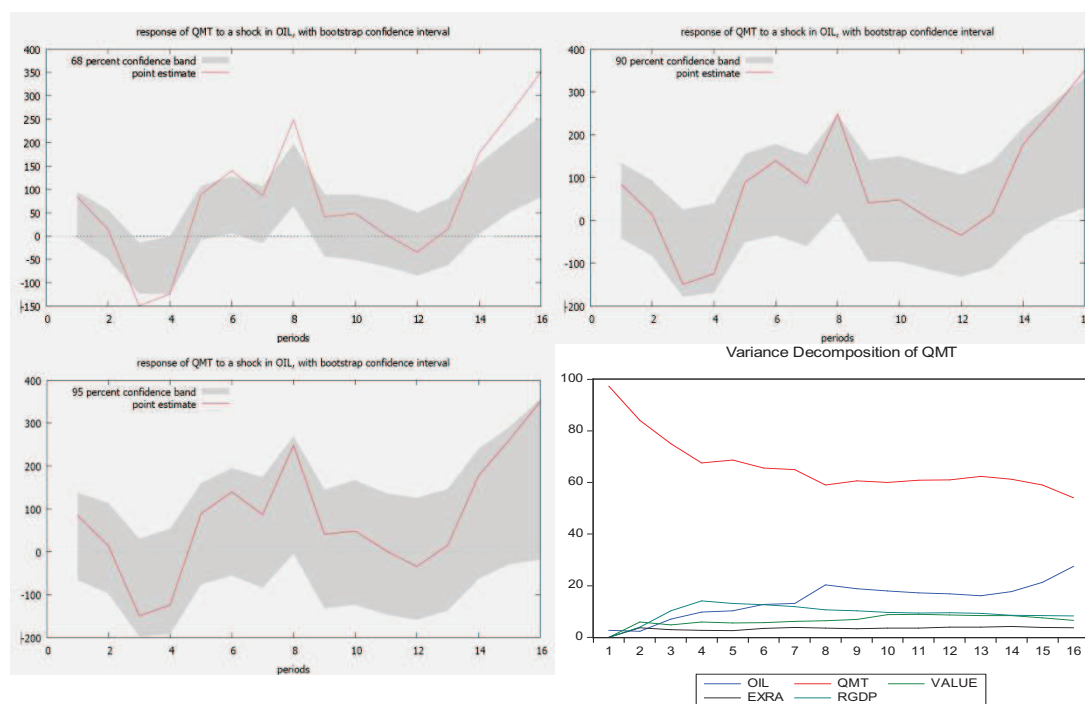 response of QMT to a shock in OIL, with bootstrap confidence interval
400
350
300
250
200
150
100
50
0
-50
-100
-150
68 percent confidence band
point estimate
0 2 4 6 8 10 12 14 16
periods
response of QMT to a shock in OIL, with bootstrap confidence interval
400
300
200
100
0
-100
-200
90 percent confidence band
point estimate
0 2 4 6 8 10 12 14 16
periods
response of QMT to a shock in OIL, with bootstrap confidence interval
400
300
200
100
0
-100
-200
95 percent confidence band
point estimate
0 2 4 6 8 10 12 14 16
periods
Variance Decomposition of QMT
100
80
60
40
20
0
1 2 3 4 5 6 7 8 9 10 11 12 13 14 15 16
OIL QMT VALUE
EXRA RGDP